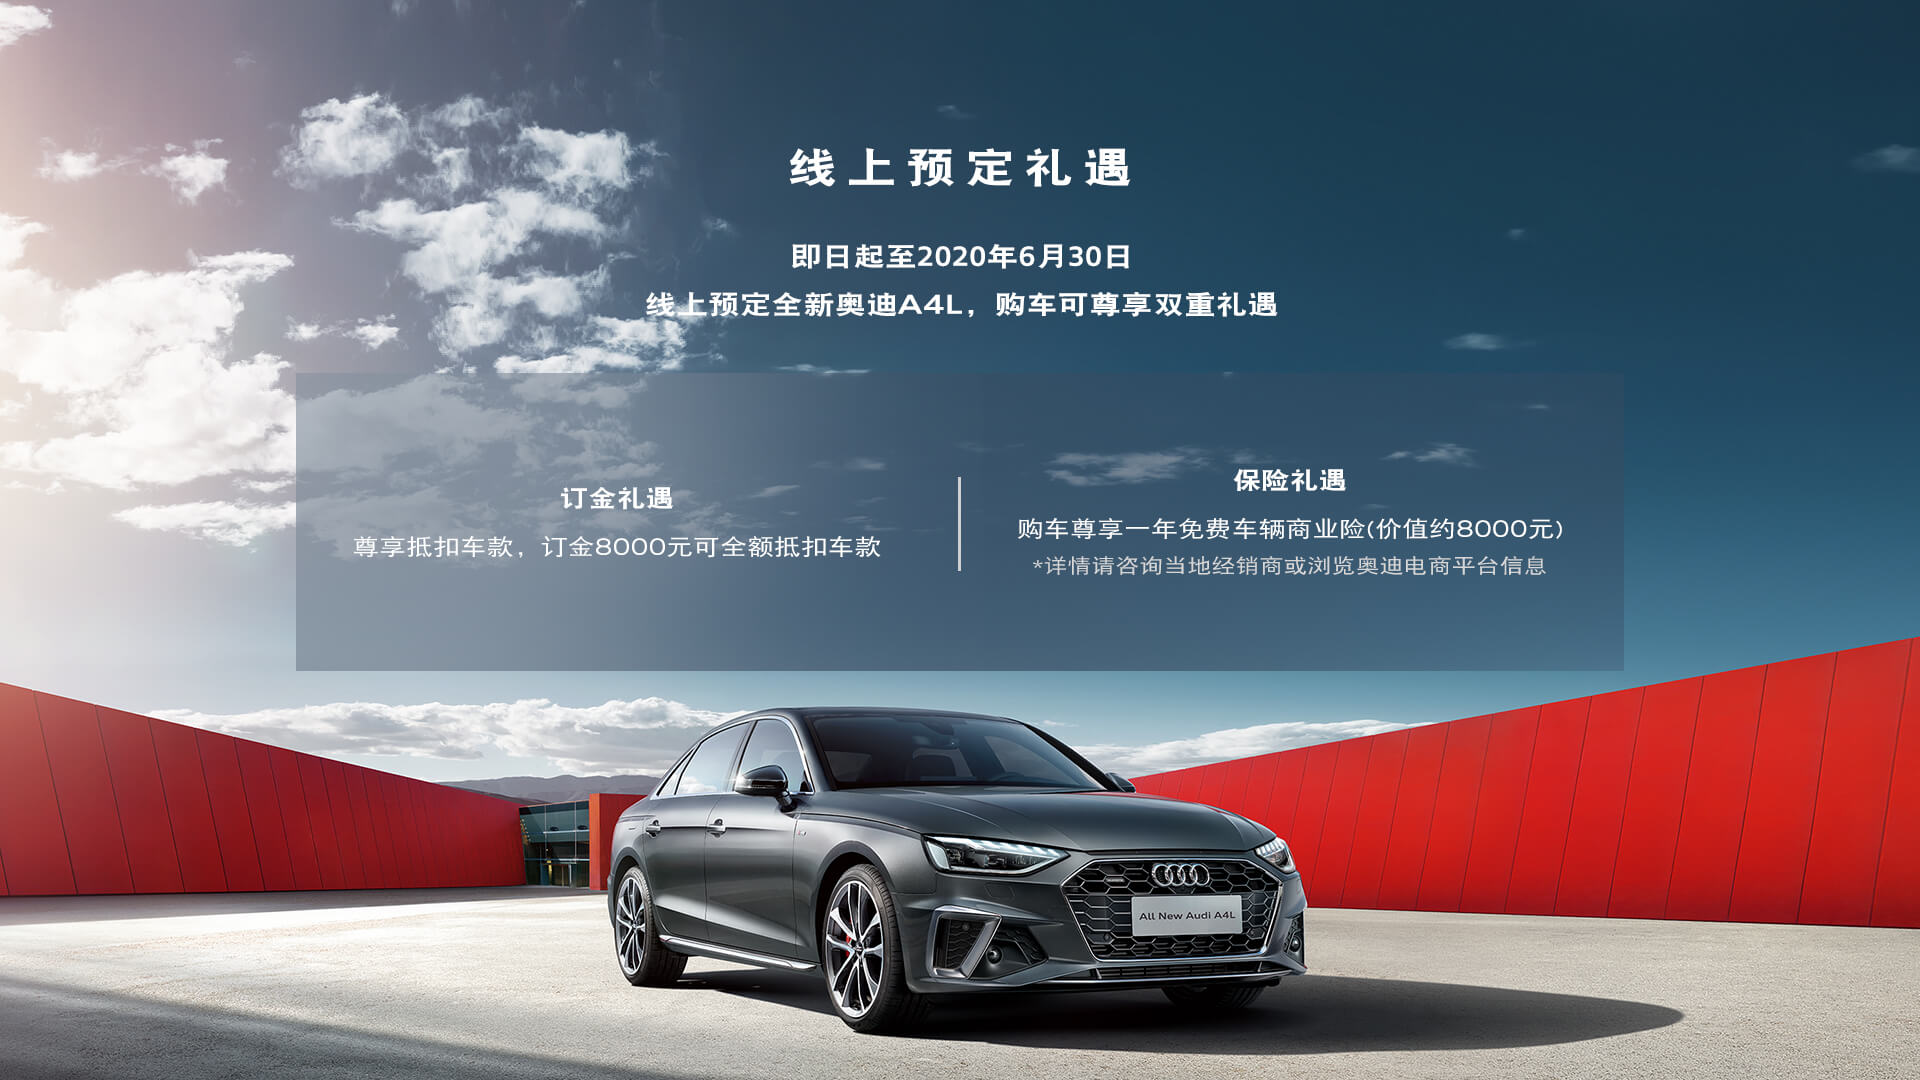 线上预定礼遇
即日起至2020年6月30日
线上预定全新奥迪A4L，购车可尊享双重礼遇
订金礼遇
尊享抵扣车款，订金8000元可全额抵扣车款
保险礼遇
购车尊享一年免费车辆商业险(价值约8000元)
*详情请咨询当地经销商或浏览奥迪电商平台信息
All New Audi A4L